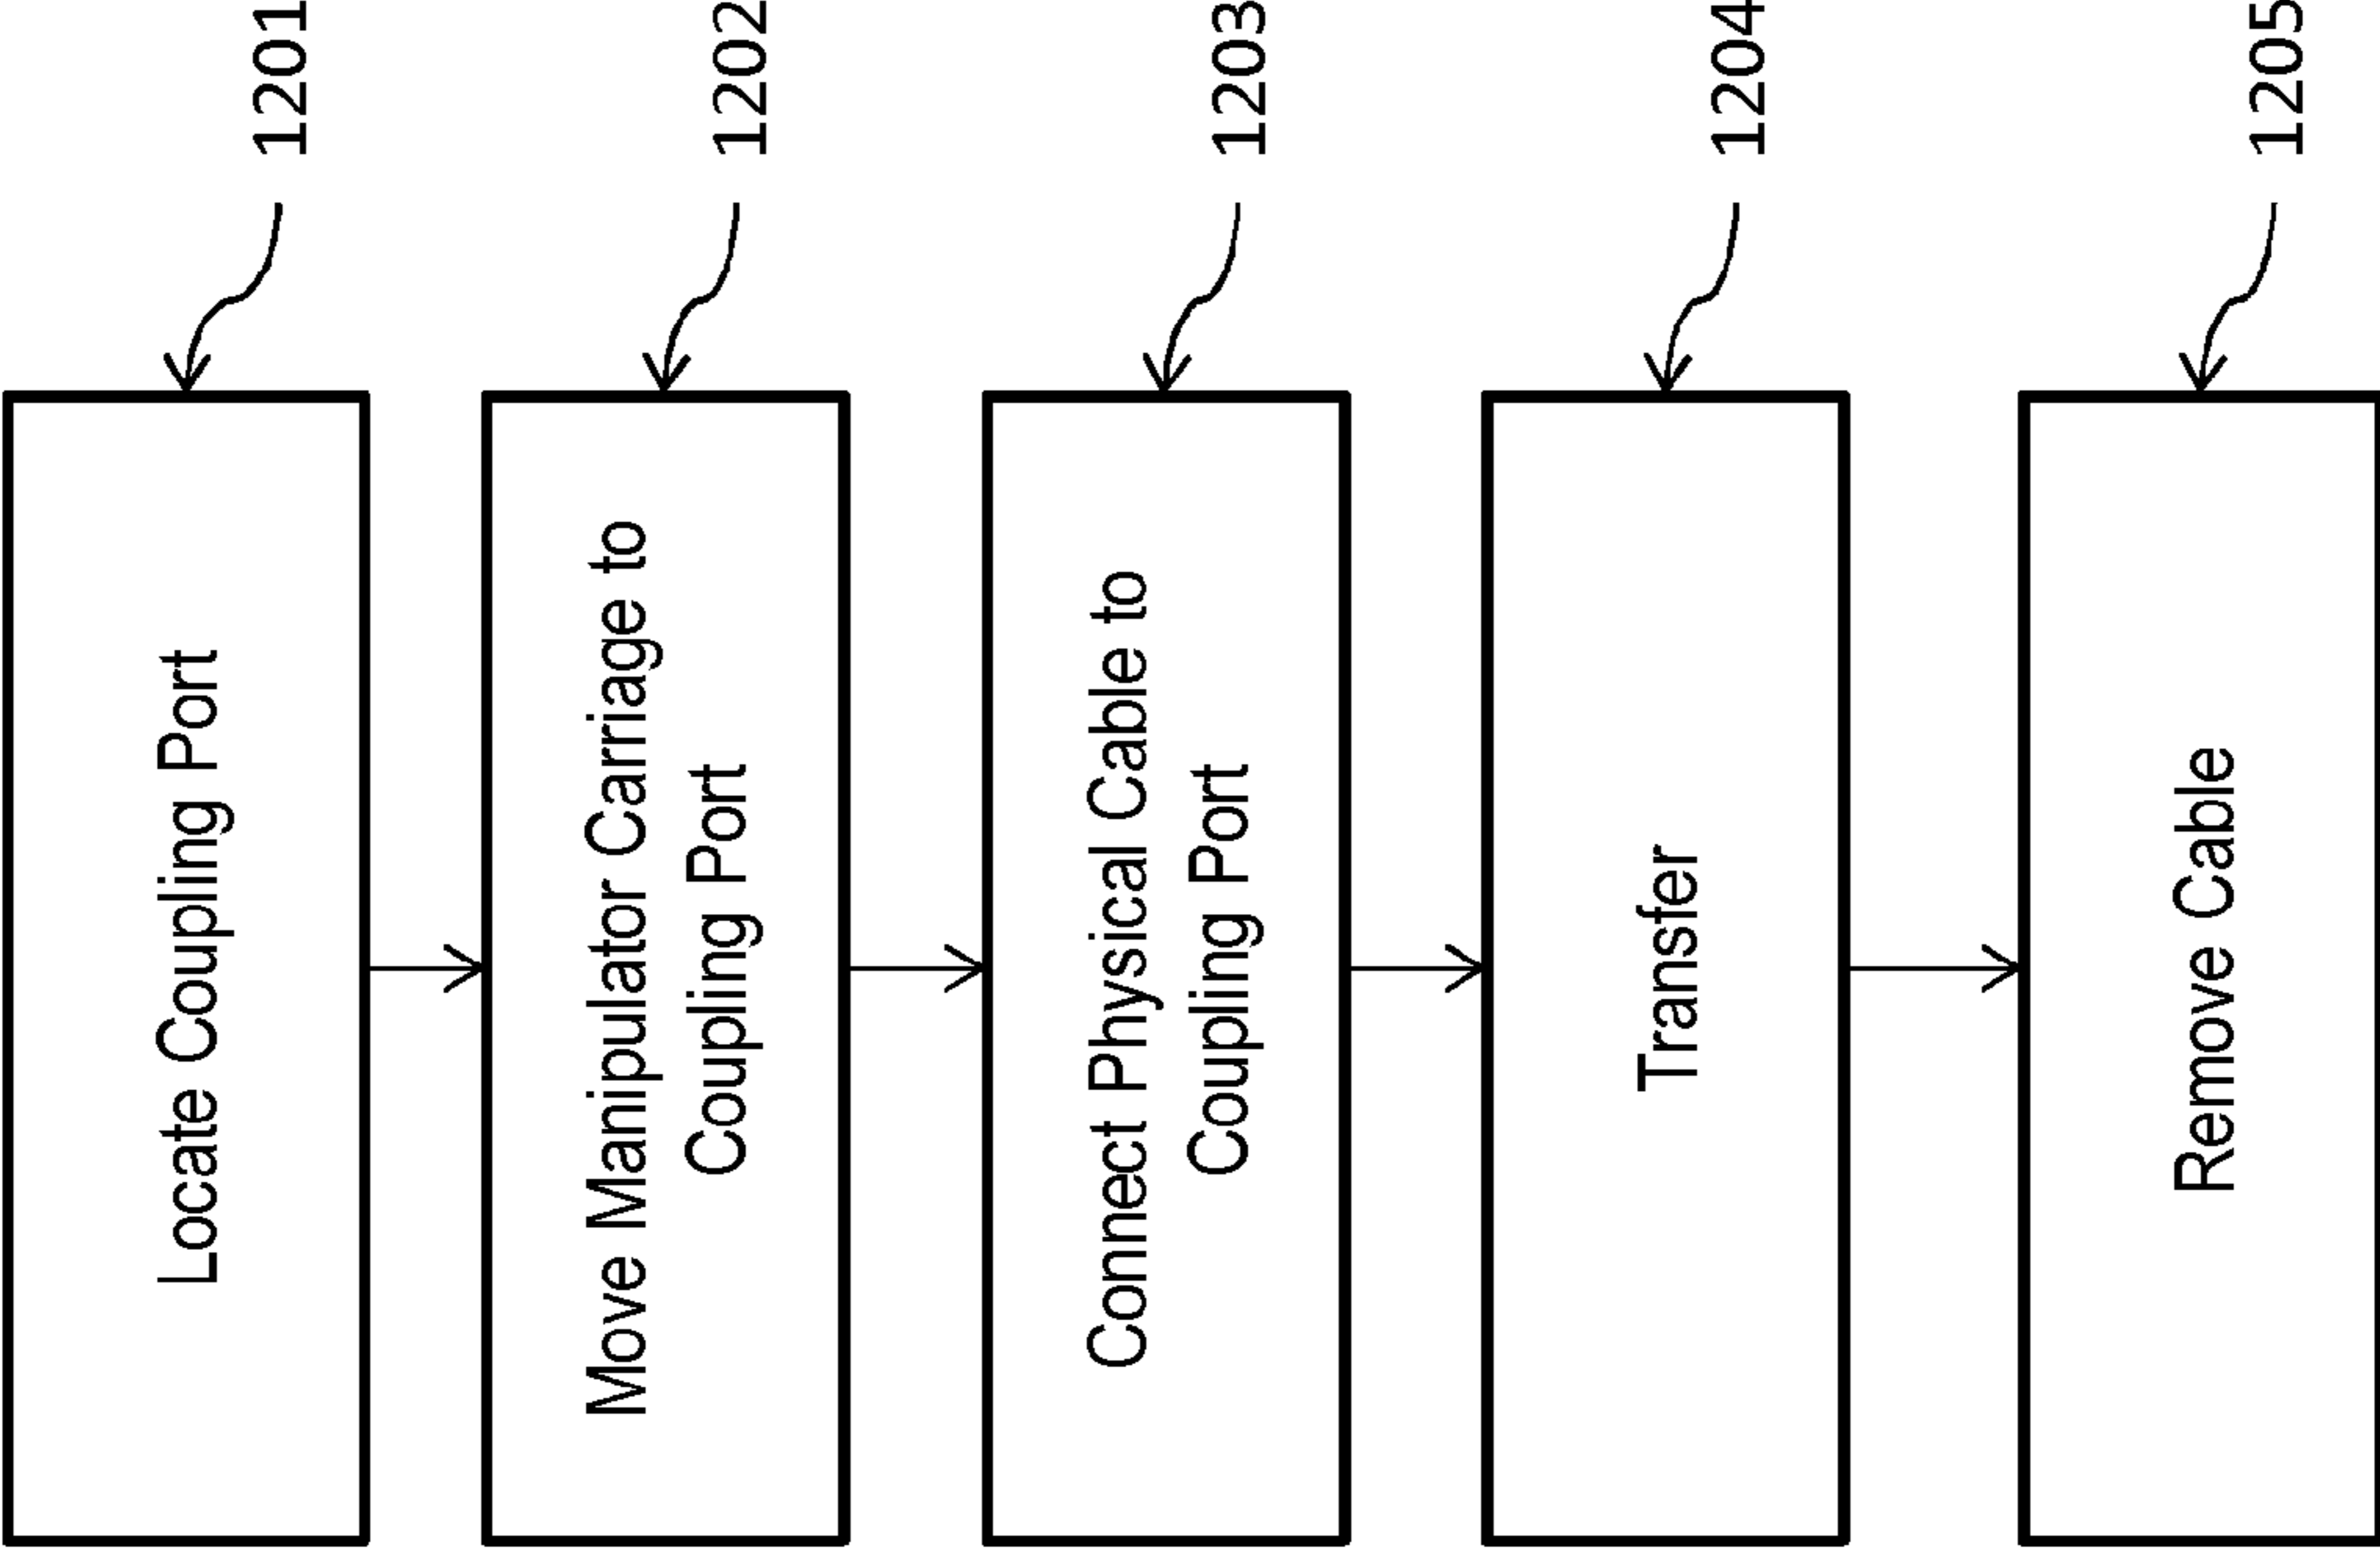 Locate Coupling Port
1201
Move Manipulator Carriage to
Coupling Port
1202
Connect Physical Cable to
Coupling Port
1203
Transfer
1204
Remove Cable
1205